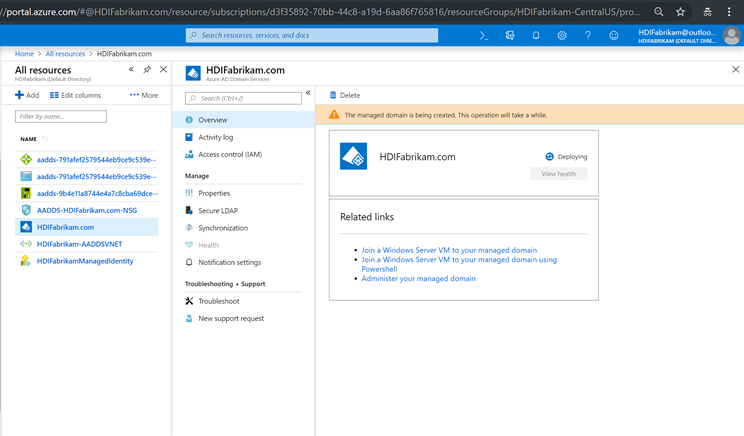 //portal.azure.com/#@HDIFabrikam.com/resource/subscriptions/d3f35892-70bb-44c8-a19d-6aa86f765816/resourceGroups/HDIFabrikam-CentralUS/pro...
Search resources, services, and docs
HDIFabrikam@outloo...
HDIFABRIKAM (DEFAULT DIRE...
Home > All resources > HDIFabrikam.com
All resources
HDIFabrikam (Default Directory)
Add Edit columns More
Filter by name...
NAME
aadds-791afef2579544eb9ce9c539e...
aadds-791afef2579544eb9ce9c539e...
aadds-9b4e11a8744e4a7c8cba69dce...
AADDS-HDIFabrikam.com-NSG
HDIFabrikam.com
HDIFabrikam-AADDSVNET
HDIFabrikamManagedIdentity
HDIFabrikam.com
Azure AD Domain Services
Search (Ctrl+/)
Overview
Activity log
Access control (IAM)
Manage
Properties
Secure LDAP
Synchronization
Health
Notification settings
Troubleshooting + Support
Troubleshoot
New support request
Delete
The managed domain is being created. This operation will take a while.
HDIFabrikam.com
Deploying
View health
Related links
Join a Windows Server VM to your managed domain
Join a Windows Server VM to your managed domain using
Powershell
Administer your managed domain